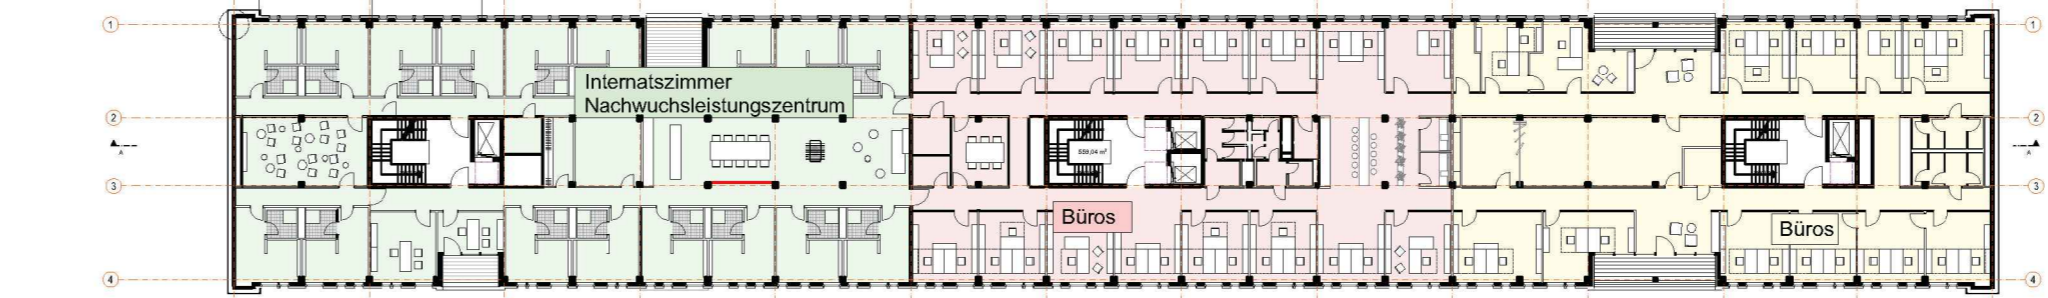 1
1
Internatszimmer
Nachwuchsleistungszentrum
2
2
A
559,04 m²
A
3
3
Büros
Büros
4
4